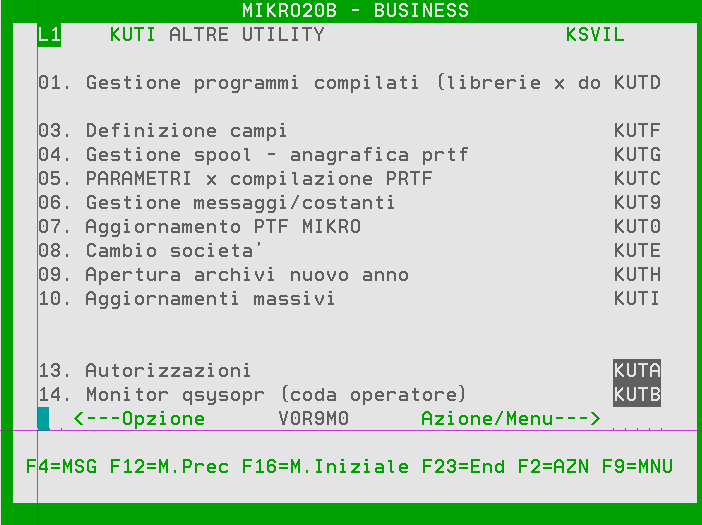 MIKRO20B - BUSINESS
L1 KUTI ALTRE UTILITY KSVIL
01. Gestione programmi compilati (librerie x do KUTD
03. Definizione campi KUTF
04. Gestione spool - anagrafica prtf KUTG
05. PARAMETRI x compilazione PRTF KUTC
06. Gestione messaggi/costanti KUT9
07. Aggiornamento PTF MIKRO KUT0
08. Cambio societa' KUTE
09. Apertura archivi nuovo anno KUTH
10. Aggiornamenti massivi KUTI
13. Autorizzazioni KUTA
14. Monitor qsysopr (coda operatore) KUTB
<---Opzione V0R9M0 Azione/Menu--->
F4=MSG F12=M.Prec F16=M.Iniziale F23=End F2=AZN F9=MNU